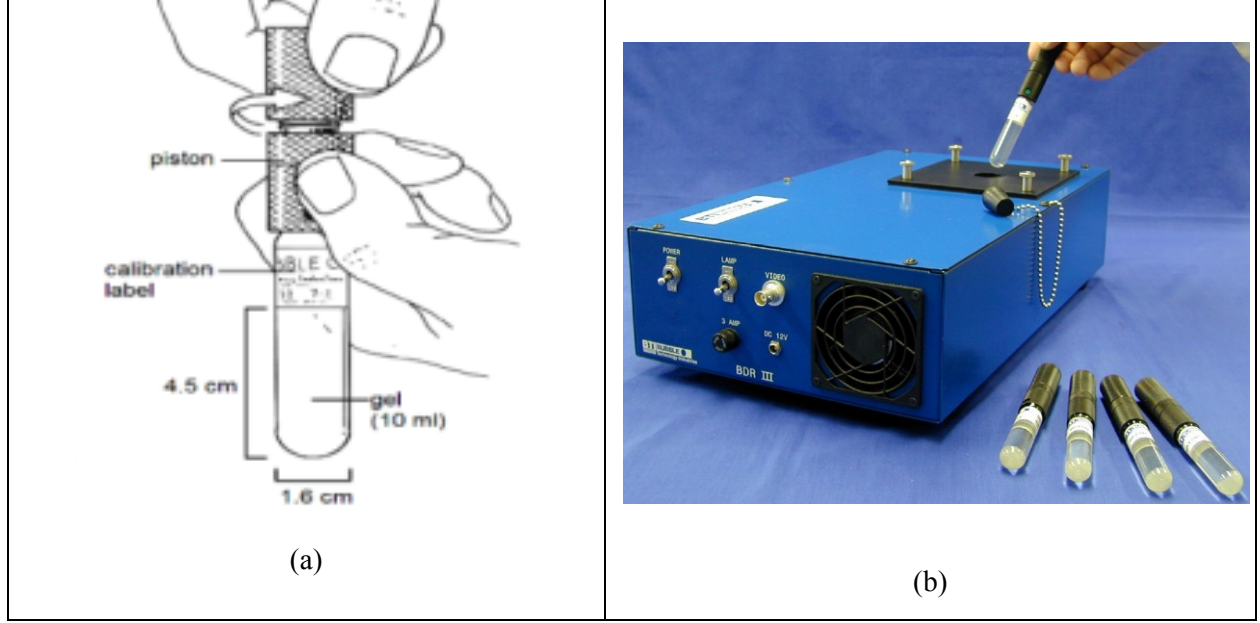 piston
calibration
label
4.5 cm
gel
(10 ml)
1.6 cm
(a)
POWER
LAMP
VIDEO
3 AMP
DC 12V
BUBBLE
BDR III
(b)